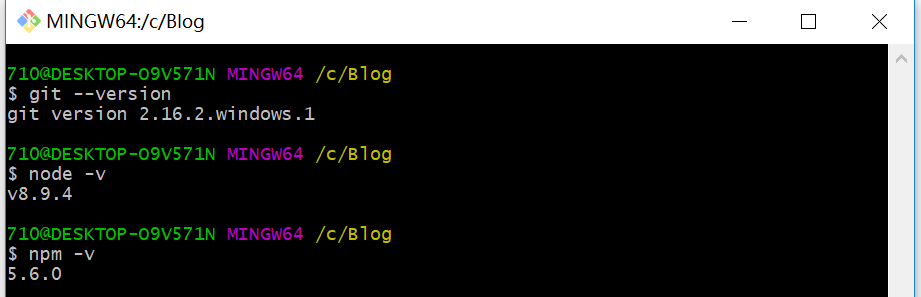 MINGW64:/c/Blog
710@DESKTOP-O9V571N MINGW64 /c/Blog
$ git --version
git version 2.16.2.windows.1
710@DESKTOP-O9V571N MINGW64 /c/Blog
$ node -v
v8.9.4
710@DESKTOP-O9V571N MINGW64 /c/Blog
$ npm -v
5.6.0